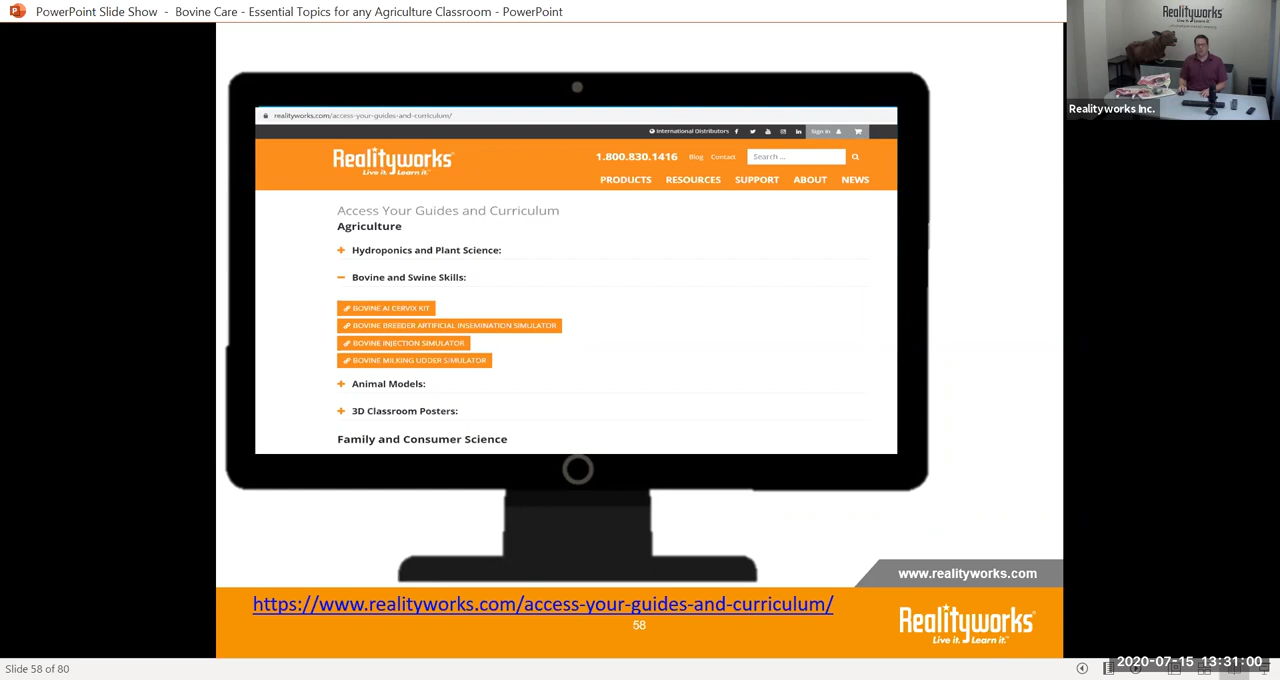 PowerPoint Slide Show - Bovine Care - Essential Topics for any Agriculture Classroom - PowerPoint
Realityworks
Realityworks Inc.
realityworks.com/access-your-guides-and-curriculum/
International Distributors
Sign in
Realityworks
Live it. Learn it.™
1.800.830.1416
Blog
Contact
Search ...
PRODUCTS
RESOURCES
SUPPORT
ABOUT
NEWS
Access Your Guides and Curriculum
Agriculture
+ Hydroponics and Plant Science:
− Bovine and Swine Skills:
BOVINE AI CERVIX KIT
BOVINE BREEDER ARTIFICIAL INSEMINATION SIMULATOR
BOVINE INJECTION SIMULATOR
BOVINE MILKING UDDER SIMULATOR
+ Animal Models:
+ 3D Classroom Posters:
Family and Consumer Science
www.realityworks.com
https://www.realityworks.com/access-your-guides-and-curriculum/
58
Realityworks
Live it. Learn it.™
Slide 58 of 80
2020-07-15 13:31:00